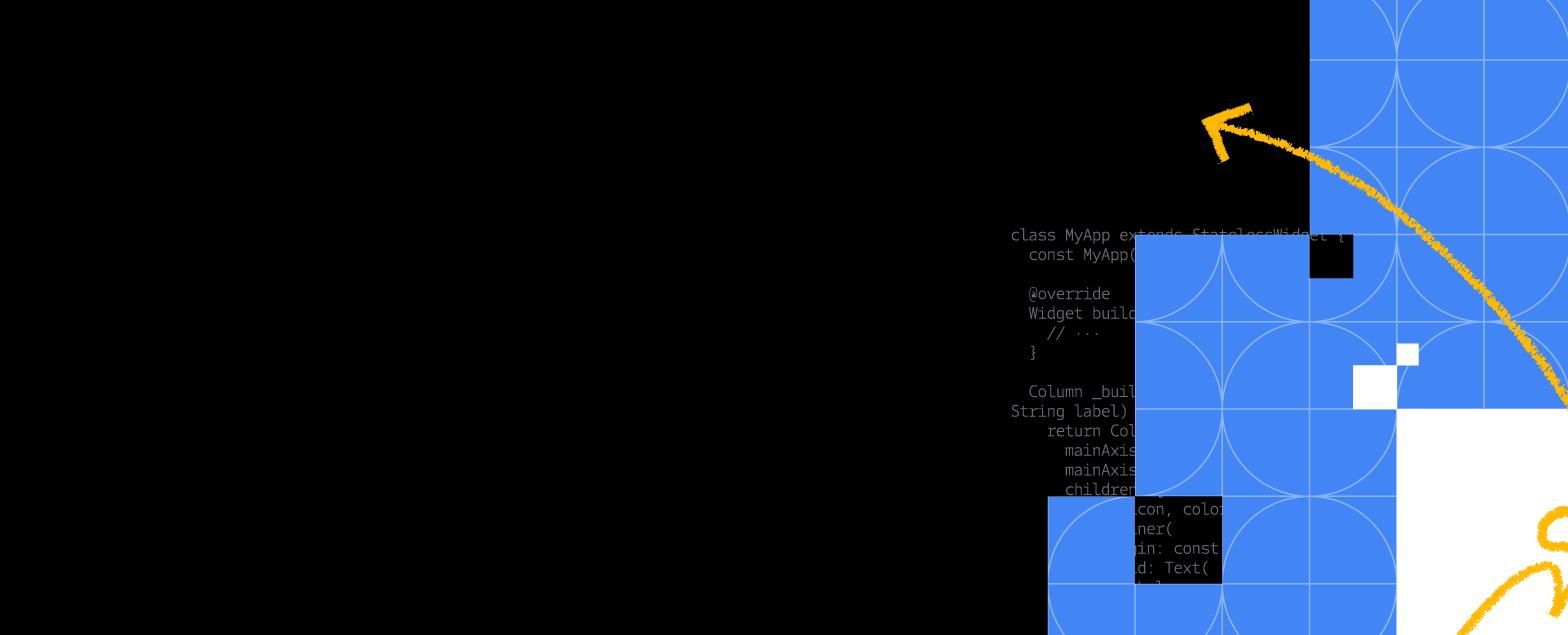 class MyApp extends StatelessWidget {
const MyApp(
@override
Widget build
// ···
}
Column _buil
String label)
return Col
mainAxis
mainAxis
children
icon, color
iner(
gin: const
ld: Text(